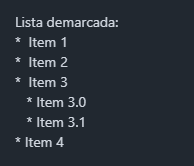 Lista demarcada:
*  Item 1
*  Item 2
*  Item 3
   * Item 3.0
   * Item 3.1
* Item 4